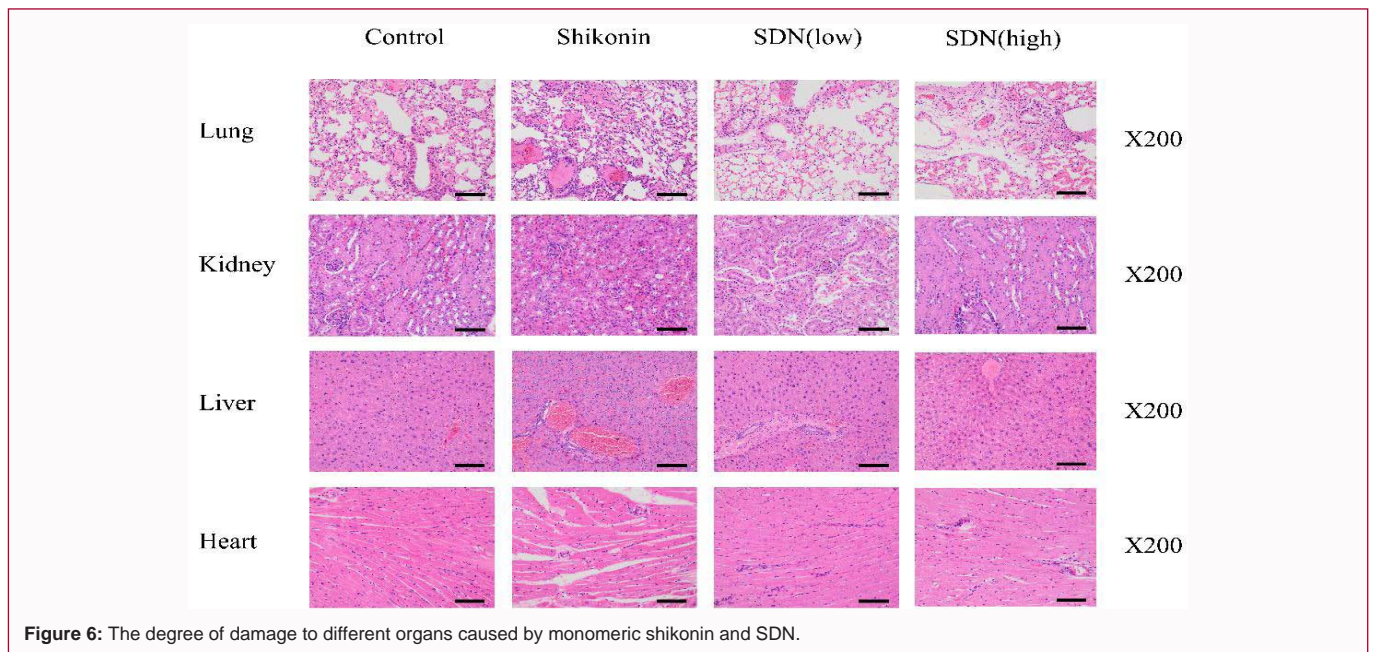 Control Shikonin SDN(low) SDN(high)
Lung X200
Kidney X200
Liver X200
Heart X200
Figure 6: The degree of damage to different organs caused by monomeric shikonin and SDN.